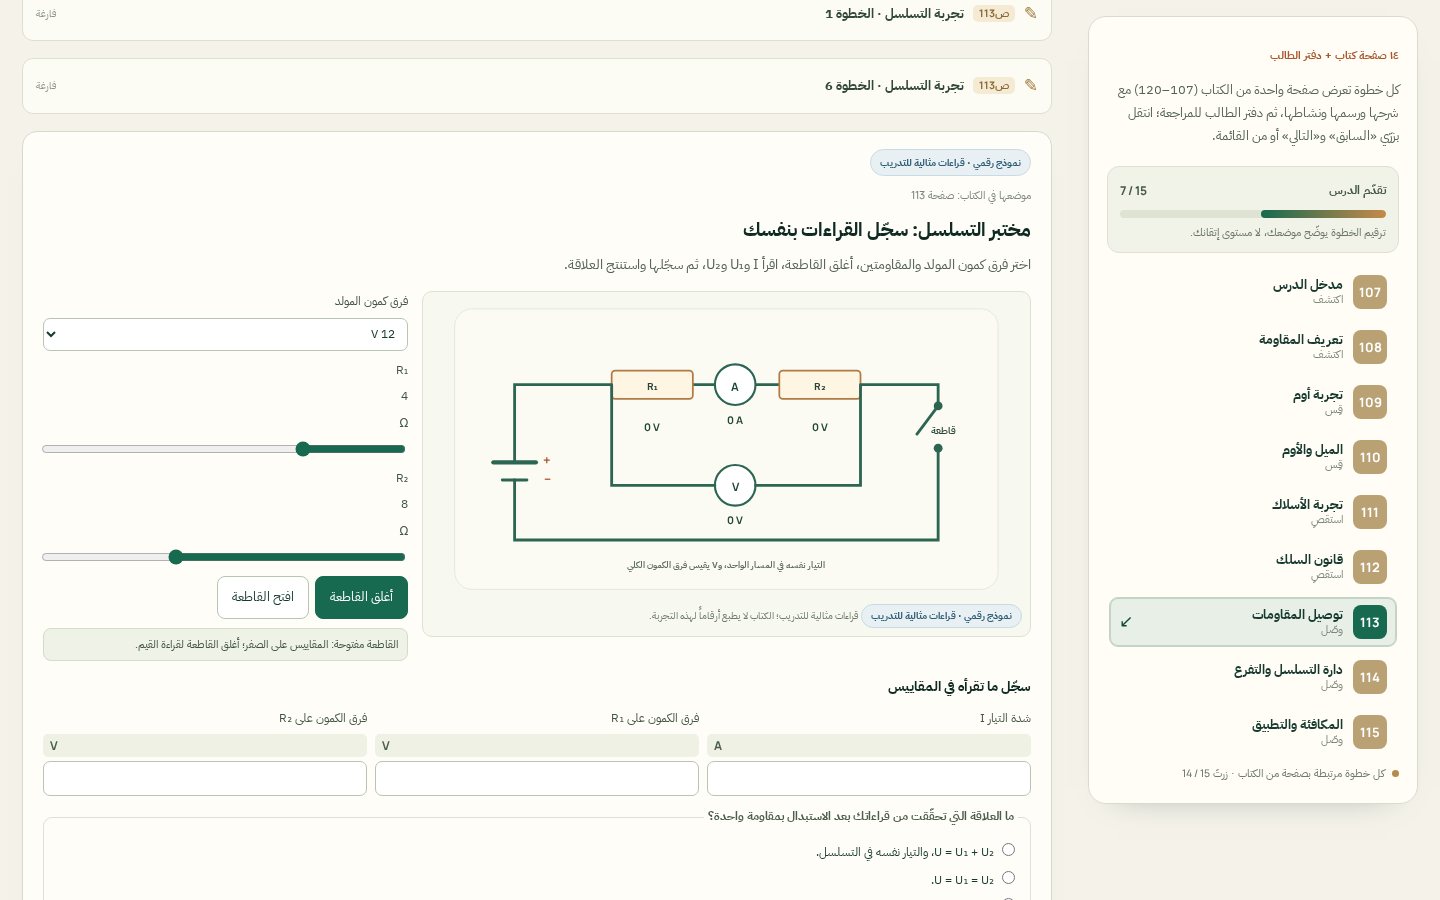 ١٤ صفحة كتاب + دفتر الطالب
كل خطوة تعرض صفحة واحدة من الكتاب (107–120) مع
شرحها ورسمها ونشاطها، ثم دفتر الطالب للمراجعة؛ انتقل
بزرّي «السابق» و«التالي» أو من القائمة.
تقدّم الدرس
7 / 15
ترقيم الخطوة يوضّح موضعك، لا مستوى إتقانك.
107 مدخل الدرس
اكتشف
108 تعريف المقاومة
اكتشف
109 تجربة أوم
قِس
110 الميل والأوم
قِس
111 تجربة الأسلاك
استقصِ
112 قانون السلك
استقصِ
113 توصيل المقاومات ↙
وصّل
114 دارة التسلسل والتفرع
وصّل
115 المكافئة والتطبيق
وصّل
كل خطوة مرتبطة بصفحة من الكتاب · زرتَ 15 / 14
✎ ص113 تجربة التسلسل · الخطوة 1
فارغة
✎ ص113 تجربة التسلسل · الخطوة 6
فارغة
نموذج رقمي · قراءات مثالية للتدريب
موضعها في الكتاب: صفحة 113
مختبر التسلسل: سجّل القراءات بنفسك
اختر فرق كمون المولد والمقاومتين، أغلق القاطعة، اقرأ I وU₁ وU₂، ثم سجّلها واستنتج العلاقة.
R₁
A
R₂
0 V
0 A
0 V
قاطعة
+
−
V
0 V
التيار نفسه في المسار الواحد، وV يقيس فرق الكمون الكلي
نموذج رقمي · قراءات مثالية للتدريب قراءات مثالية للتدريب؛ الكتاب لا يطبع أرقاماً لهذه التجربة.
فرق كمون المولد
12 V
R₁
4
Ω
R₂
8
Ω
أغلق القاطعة
افتح القاطعة
القاطعة مفتوحة: المقاييس على الصفر؛ أغلق القاطعة لقراءة القيم.
سجّل ما تقرأه في المقاييس
شدة التيار I
فرق الكمون على R₁
فرق الكمون على R₂
A
V
V
ما العلاقة التي تحقّقت من قراءاتك بعد الاستبدال بمقاومة واحدة؟
U = U₁ + U₂، والتيار نفسه في التسلسل.
U = U₁ = U₂.